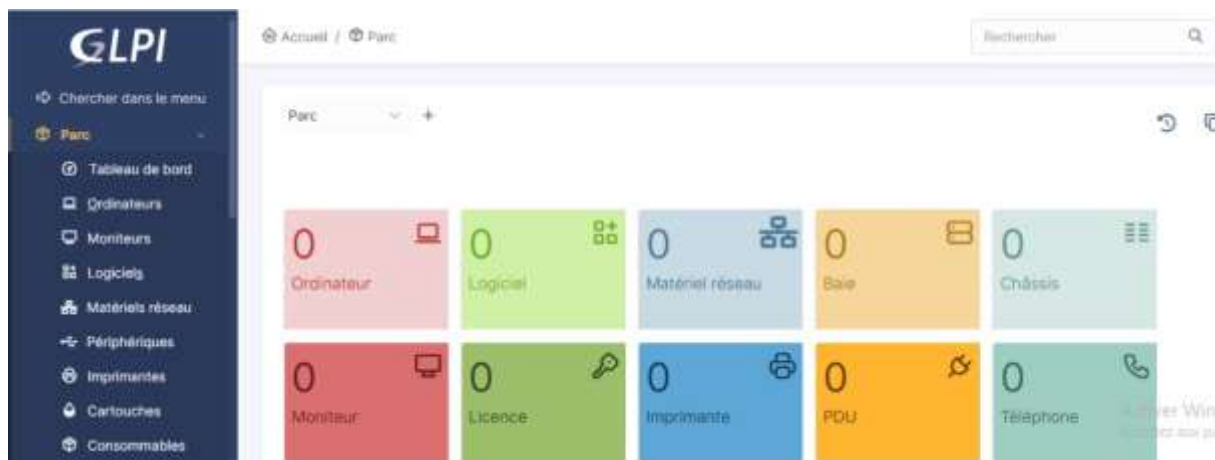 GLPI
Accueil / Parc
Rechercher
Chercher dans le menu
Parc
Tableau de bord
Ordinateurs
Moniteurs
Logiciels
Matériels réseau
Périphériques
Imprimantes
Cartouches
Consommables
Parc
0
Ordinateur
0
Logiciel
0
Matériel réseau
0
Baie
0
Châssis
0
Moniteur
0
Licence
0
Imprimante
0
PDU
0
Téléphone